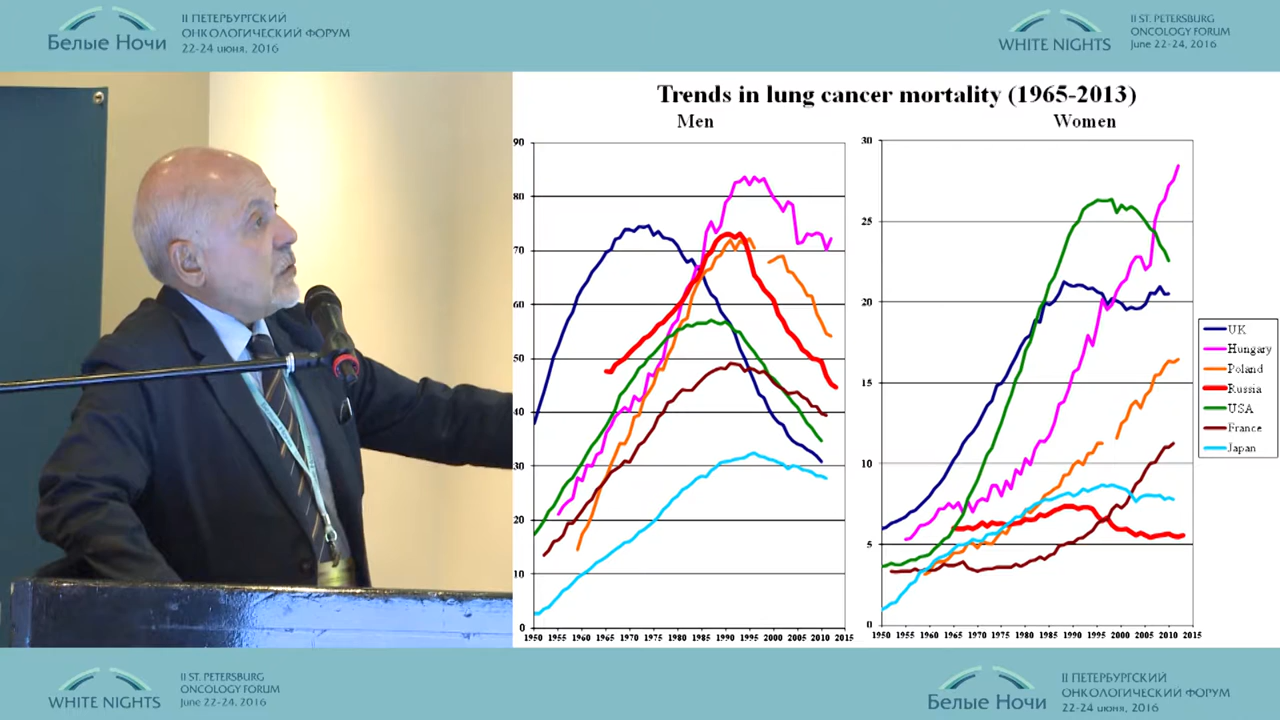 Белые Ночи
II ПЕТЕРБУРГСКИЙ
ОНКОЛОГИЧЕСКИЙ ФОРУМ
22-24 июня, 2016
WHITE NIGHTS
II ST. PETERSBURG
ONCOLOGY FORUM
June 22-24, 2016
Trends in lung cancer mortality (1965-2013)
Men
Women
90
80
70
60
50
40
30
20
10
0
1950 1955 1960 1965 1970 1975 1980 1985 1990 1995 2000 2005 2010 2015
30
25
20
15
10
5
0
1950 1955 1960 1965 1970 1975 1980 1985 1990 1995 2000 2005 2010 2015
UK
Hungary
Poland
Russia
USA
France
Japan
WHITE NIGHTS
II ST. PETERSBURG
ONCOLOGY FORUM
June 22-24, 2016
Белые Ночи
II ПЕТЕРБУРГСКИЙ
ОНКОЛОГИЧЕСКИЙ ФОРУМ
22-24 июня, 2016